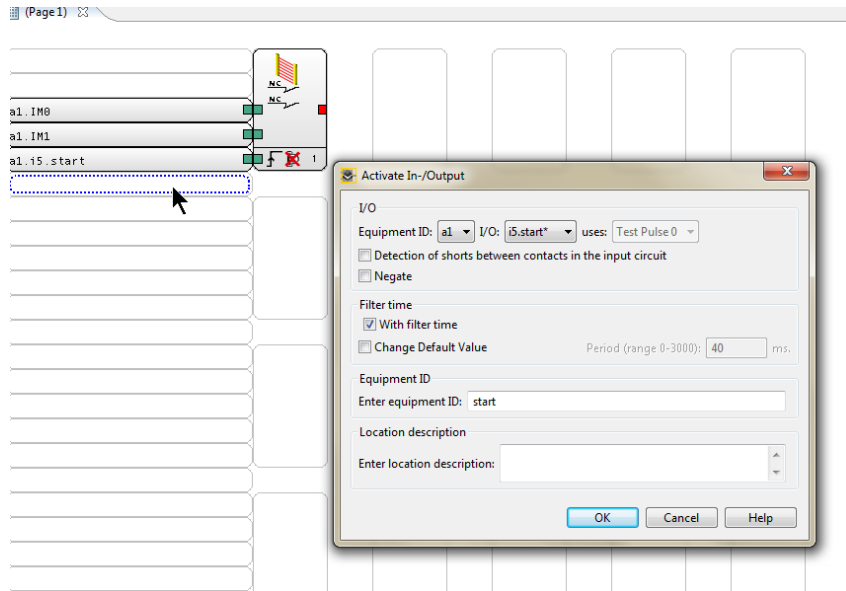 (Page 1)
NC
NC
a1.IM0
a1.IM1
a1.i5.start
1
Activate In-/Output
I/O
Equipment ID: a1 I/O: i5.start* uses: Test Pulse 0
Detection of shorts between contacts in the input circuit
Negate
Filter time
With filter time
Change Default Value Period (range 0-3000): 40 ms.
Equipment ID
Enter equipment ID: start
Location description
Enter location description:
OK Cancel Help